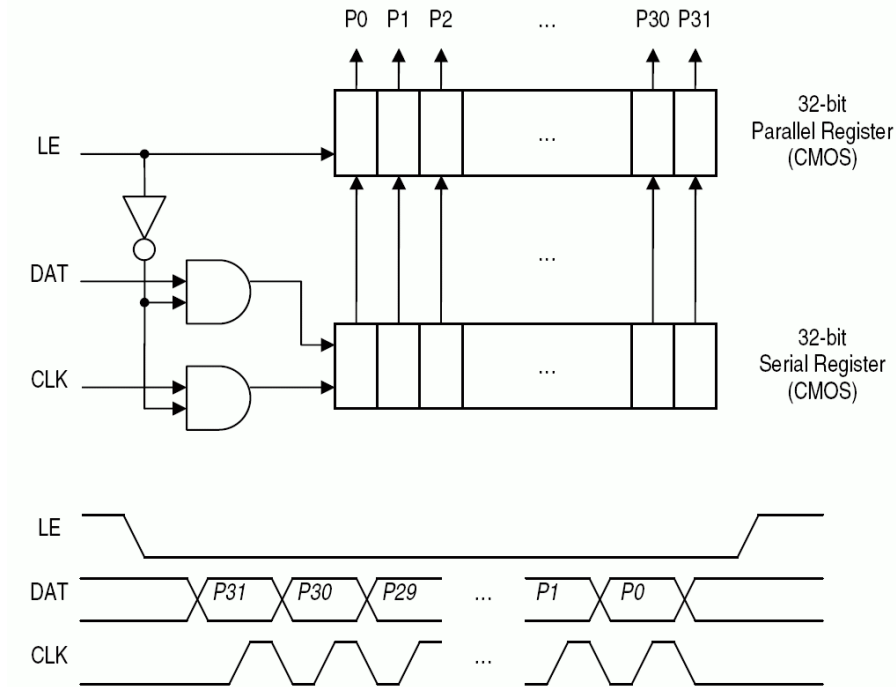 P0 P1 P2 ... P30 P31
32-bit
Parallel Register
(CMOS)
...
LE
...
DAT
32-bit
Serial Register
(CMOS)
...
CLK
LE
DAT P31 P30 P29 ... P1 P0
CLK ...